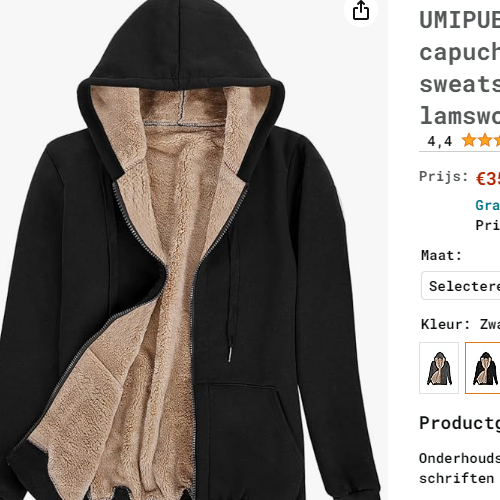 UMIPUB
capuch
sweats
lamswo
4,4
Prijs: €35
Gra
Pri
Maat:
Selectere
Kleur: Zwa
Productg
Onderhouds
schriften